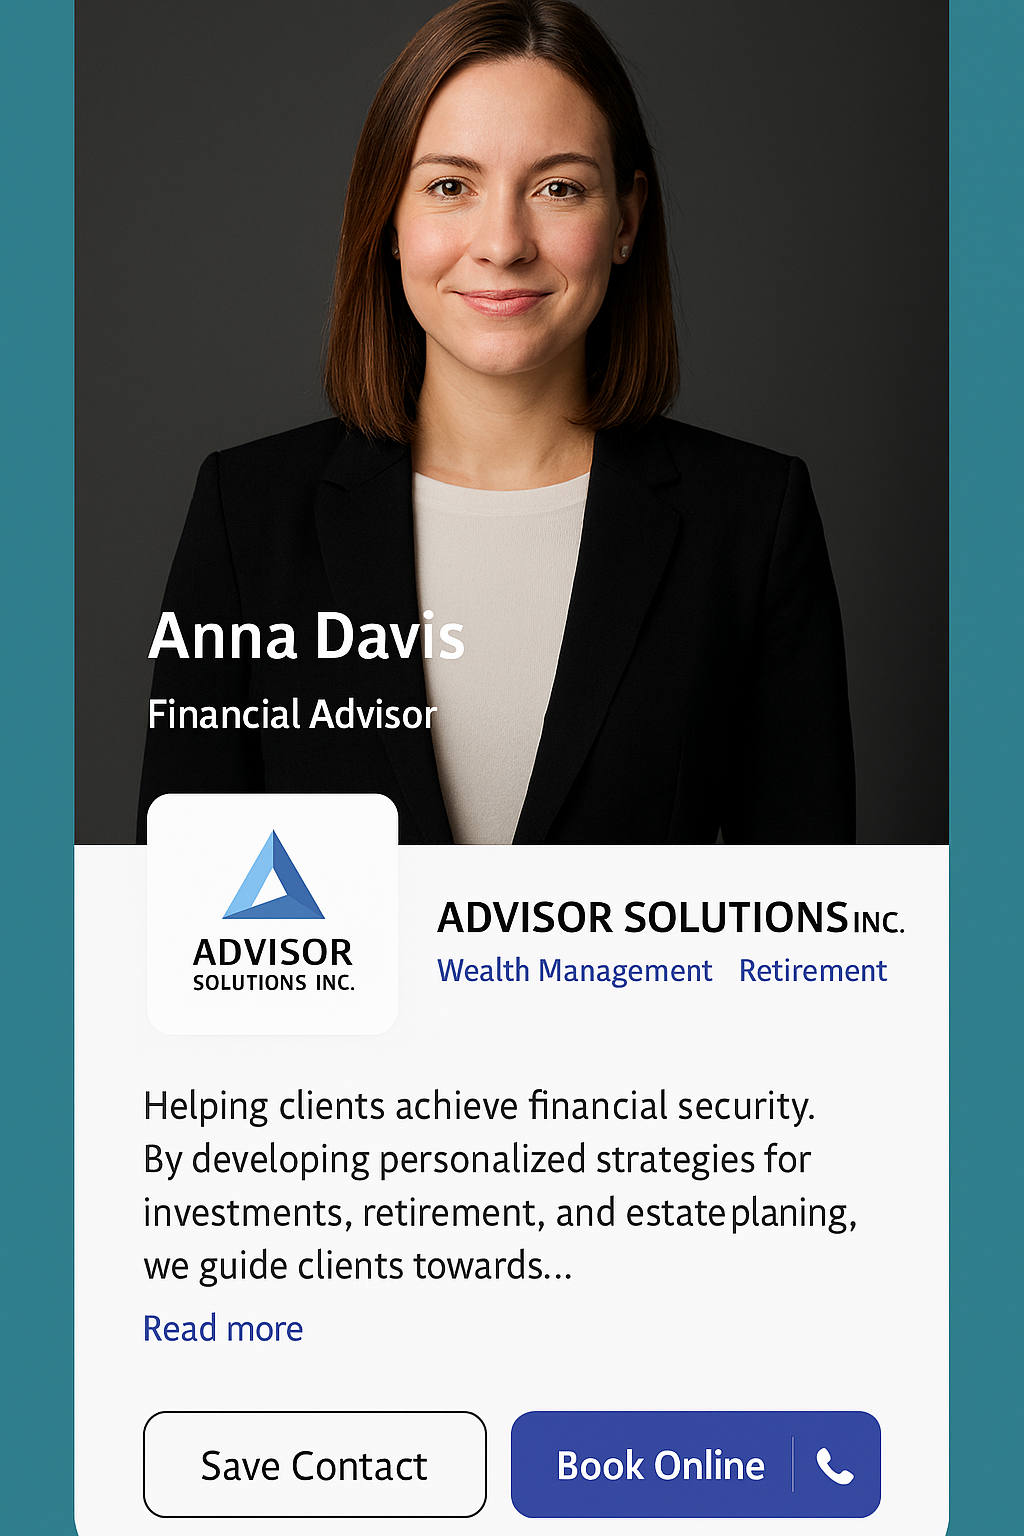 Anna Davis
Financial Advisor
ADVISOR
SOLUTIONS INC.
ADVISOR SOLUTIONS INC.
Wealth Management Retirement
Helping clients achieve financial security.
By developing personalized strategies for
investments, retirement, and estate planing,
we guide clients towards...
Read more
Save Contact
Book Online